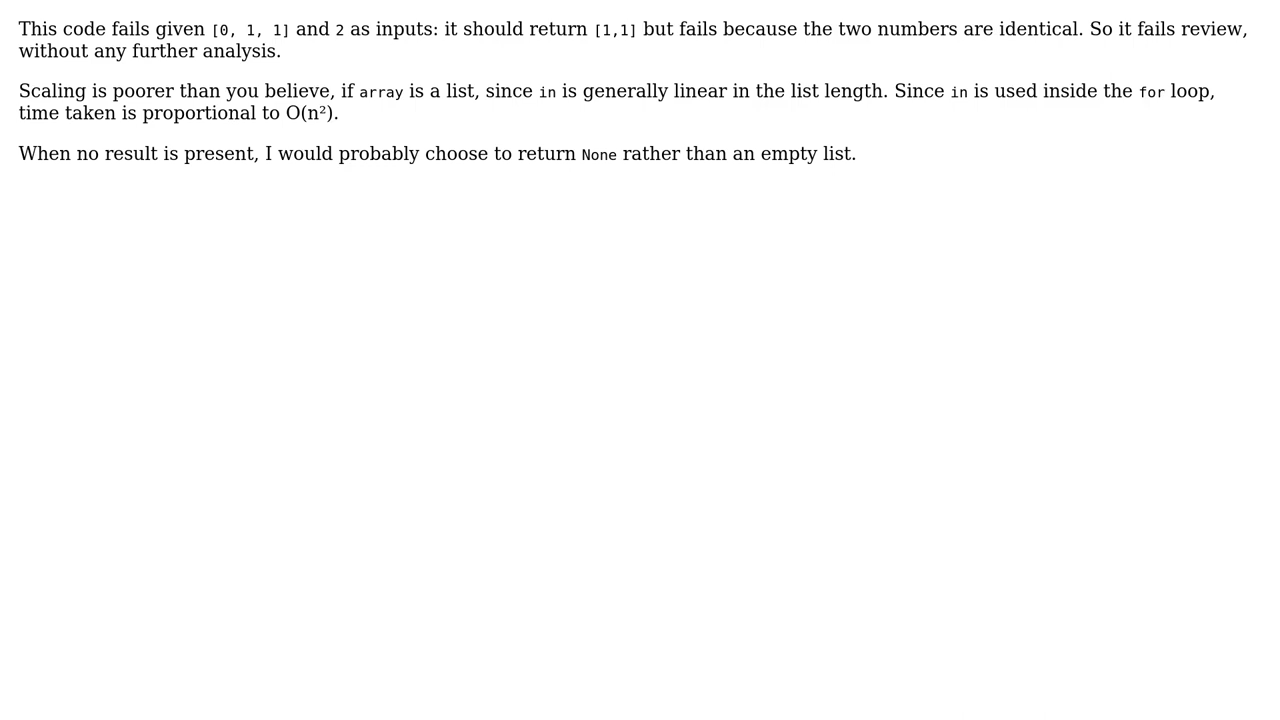 This code fails given [0, 1, 1] and 2 as inputs: it should return [1,1] but fails because the two numbers are identical. So it fails review,
without any further analysis.
Scaling is poorer than you believe, if array is a list, since in is generally linear in the list length. Since in is used inside the for loop,
time taken is proportional to O(n²).
When no result is present, I would probably choose to return None rather than an empty list.